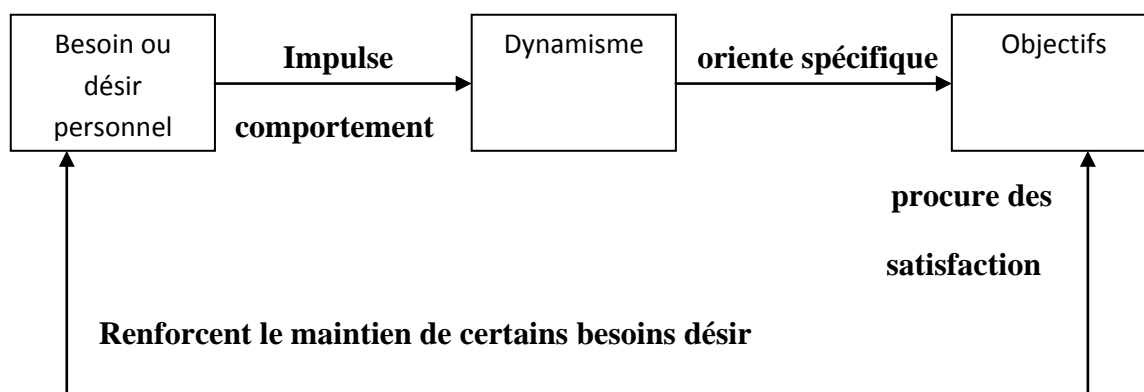 Besoin ou
désir
personnel
Impulse
comportement
Dynamisme
oriente spécifique
Objectifs
procure des
satisfaction
Renforcent le maintien de certains besoins désir